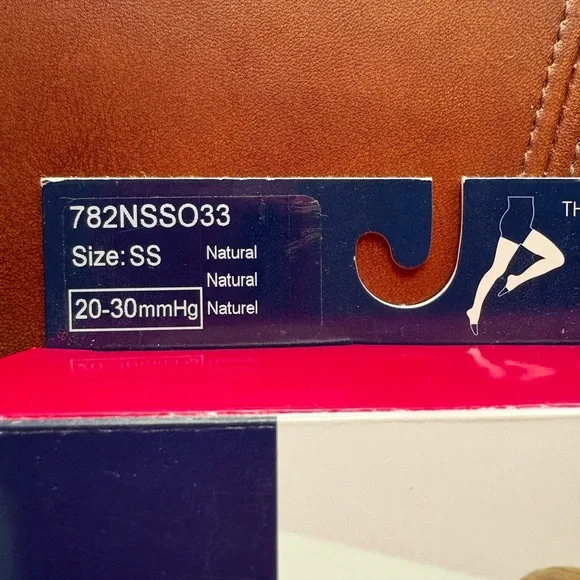 782NSSO33
Size: SS
Natural
Natural
20-30mmHg
Naturel